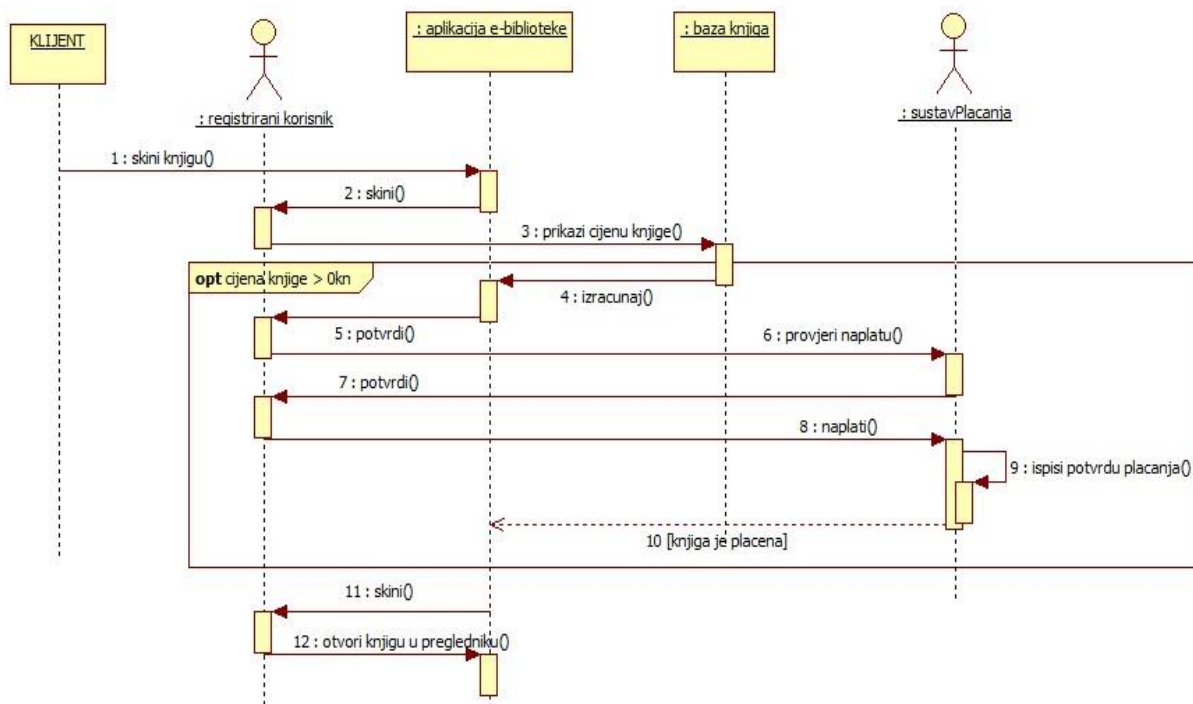 KLIJENT
: registrirani korisnik
: aplikacija e-biblioteke
: baza knjiga
: sustavPlacanja
1 : skini knjigu()
2 : skini()
3 : prikazi cijenu knjige()
opt cijena knjige > 0kn
4 : izracunaj()
5 : potvrdi()
6 : provjeri naplatu()
7 : potvrdi()
8 : naplati()
9 : ispisi potvrdu placanja()
10 [knjiga je placena]
11 : skini()
12 : otvori knjigu u pregledniku()